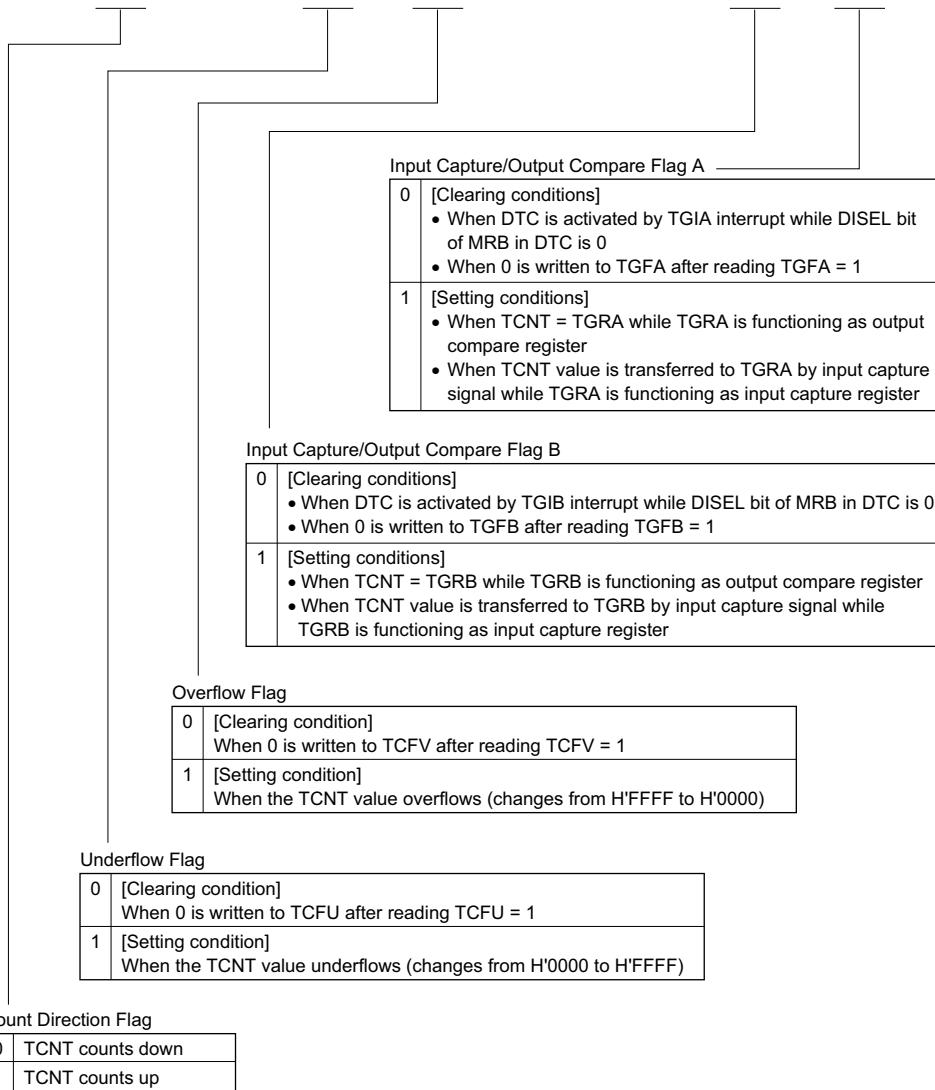 Input Capture/Output Compare Flag A
0 [Clearing conditions]
• When DTC is activated by TGIA interrupt while DISEL bit
of MRB in DTC is 0
• When 0 is written to TGFA after reading TGFA = 1
1 [Setting conditions]
• When TCNT = TGRA while TGRA is functioning as output
compare register
• When TCNT value is transferred to TGRA by input capture
signal while TGRA is functioning as input capture register
Input Capture/Output Compare Flag B
0 [Clearing conditions]
• When DTC is activated by TGIB interrupt while DISEL bit of MRB in DTC is 0
• When 0 is written to TGFB after reading TGFB = 1
1 [Setting conditions]
• When TCNT = TGRB while TGRB is functioning as output compare register
• When TCNT value is transferred to TGRB by input capture signal while
TGRB is functioning as input capture register
Overflow Flag
0 [Clearing condition]
When 0 is written to TCFV after reading TCFV = 1
1 [Setting condition]
When the TCNT value overflows (changes from H'FFFF to H'0000)
Underflow Flag
0 [Clearing condition]
When 0 is written to TCFU after reading TCFU = 1
1 [Setting condition]
When the TCNT value underflows (changes from H'0000 to H'FFFF)
ount Direction Flag
TCNT counts down
TCNT counts up